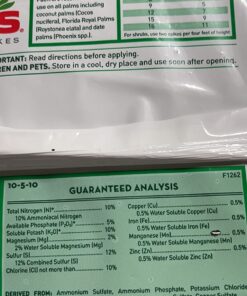 use on all palms including
coconut palms (Cocos
nucifera), Florida Royal Palms
(Roystonea elata) and date
palms (Phoenix spp.).
9 5
12 7
15 9
18 11
For shrubs, use two cups per four feet of height
S
KES
IMPORTANT: Read directions before applying.
REN AND PETS. Store in a cool, dry place and use soon after opening.
10-5-10 GUARANTEED ANALYSIS F1262
Total Nitrogen (N)* 10%
10% Ammoniacal Nitrogen
Available Phosphate (P₂O₅)* 5%
Soluble Potash (K₂O)* 10%
Magnesium (Mg) 2%
2% Water Soluble Magnesium (Mg)
Sulfur (S) 12%
12% Combined Sulfur (S)
Chlorine (Cl) not more than 10%
Copper (Cu) 0.5%
0.5% Water Soluble Copper (Cu)
Iron (Fe) 0.5%
0.5% Water Soluble Iron (Fe)
Manganese (Mn) 0.5%
0.5% Water Soluble Manganese (Mn)
Zinc (Zn) 0.5%
0.5% Water Soluble Zinc (Zn)
DERIVED FROM: Ammonium Sulfate, Ammonium Phosphate, Potassium Chloride